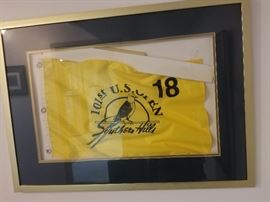 18
101ST U.S. OPEN
Southern Hills